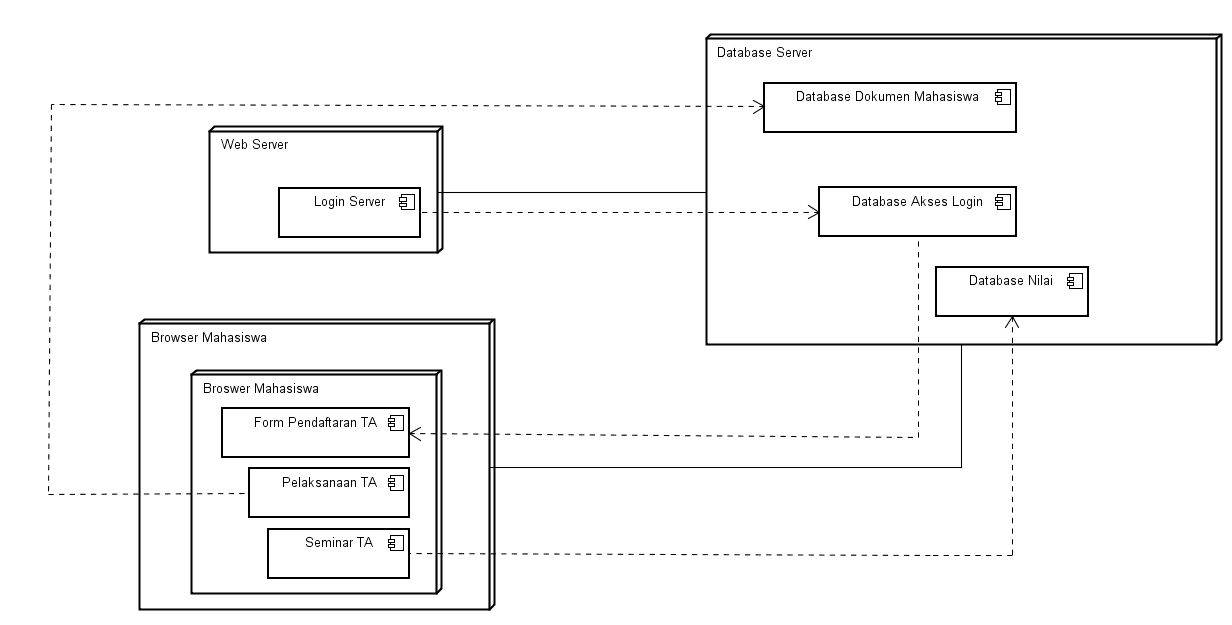 Database Server
Database Dokumen Mahasiswa
Web Server
Login Server
Database Akses Login
Database Nilai
Browser Mahasiswa
Broswer Mahasiswa
Form Pendaftaran TA
Pelaksanaan TA
Seminar TA